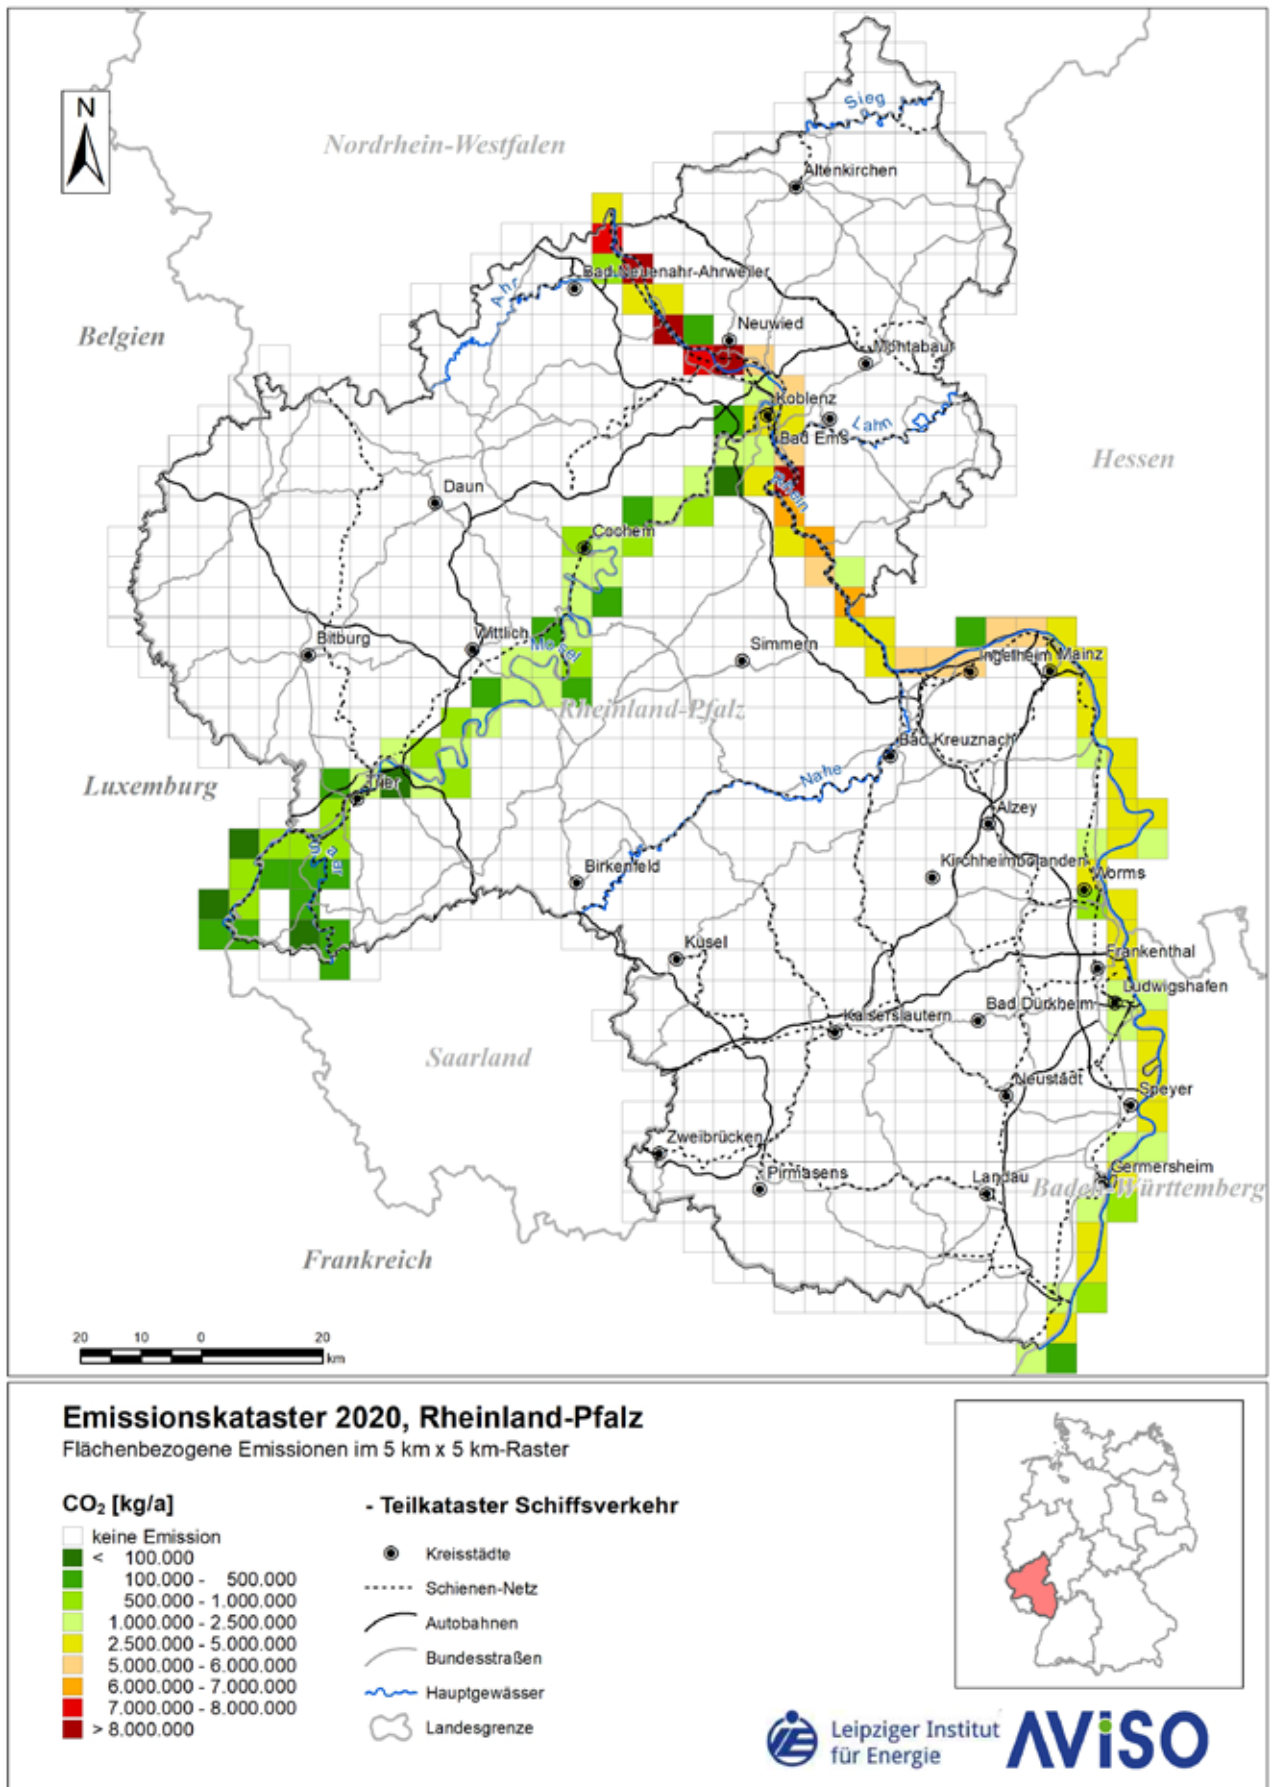 N
Nordrhein-Westfalen
Sieg
Altenkirchen
Bad Neuenahr-Ahrweiler
Ahr
Belgien
Neuwied
Montabaur
Koblenz
Lahn
Bad Ems
Hessen
Rhein
Daun
Cochem
Bitburg
Wittlich
Mosel
Simmern
Ingelheim
Mainz
Rheinland-Pfalz
Bad Kreuznach
Nahe
Luxemburg
Trier
Alzey
Saar
Birkenfeld
Kirchheimbolanden
Worms
Kusel
Frankenthal
Ludwigshafen
Bad Dürkheim
Kaiserslautern
Saarland
Neustadt
Speyer
Zweibrücken
Pirmasens
Landau
Germersheim
Baden-Württemberg
Frankreich
20 10 0 20
km
Emissionskataster 2020, Rheinland-Pfalz
Flächenbezogene Emissionen im 5 km x 5 km-Raster
CO₂ [kg/a]
keine Emission
< 100.000
100.000 - 500.000
500.000 - 1.000.000
1.000.000 - 2.500.000
2.500.000 - 5.000.000
5.000.000 - 6.000.000
6.000.000 - 7.000.000
7.000.000 - 8.000.000
> 8.000.000
- Teilkataster Schiffsverkehr
Kreisstädte
Schienen-Netz
Autobahnen
Bundesstraßen
Hauptgewässer
Landesgrenze
Leipziger Institut
für Energie
AViSO